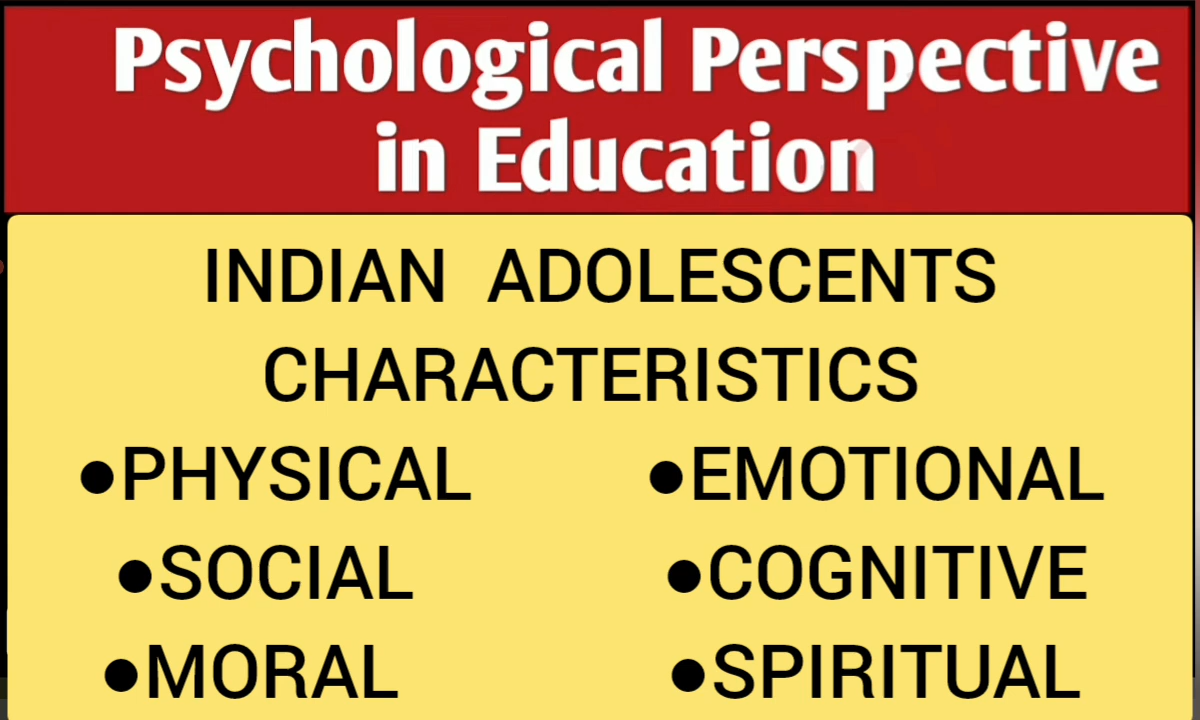 Psychological Perspective
in Education
INDIAN ADOLESCENTS
CHARACTERISTICS
●PHYSICAL ●EMOTIONAL
●SOCIAL ●COGNITIVE
●MORAL ●SPIRITUAL